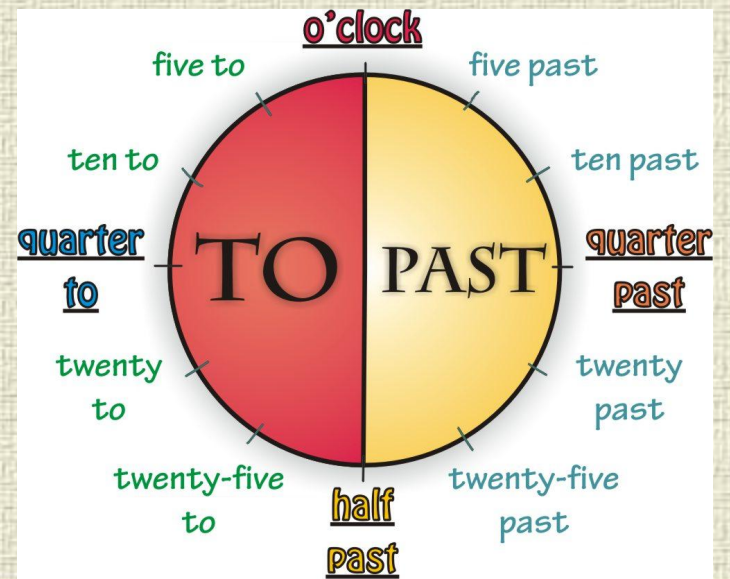 o'clock
five to
five past
ten to
ten past
quarter
to
TO
PAST
quarter
past
twenty
to
twenty
past
twenty-five
to
half
past
twenty-five
past